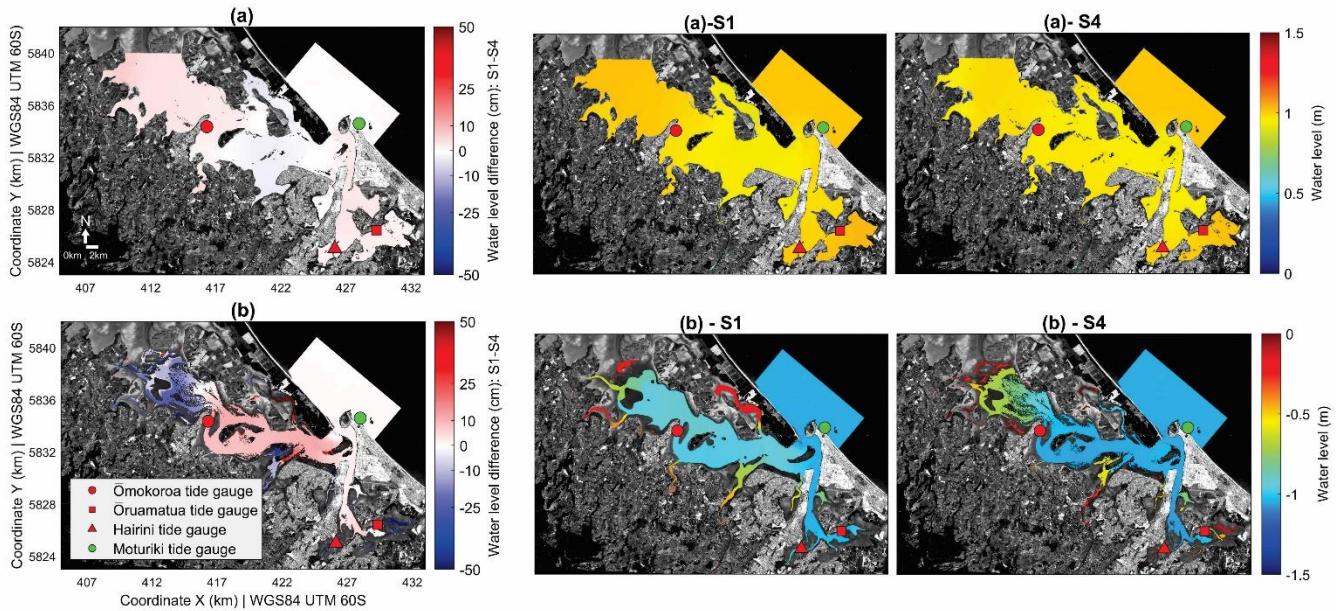 (a)
(a)-S1
(a)- S4
Coordinate Y (km) | WGS84 UTM 60S)
5840
5836
5832
5828
5824
N
0km 2km
407 412 417 422 427 432
50
25
10
0
-10
-25
-50
Water level difference (cm): S1-S4
1.5
1
0.5
0
Water level (m)
(b)
(b) - S1
(b) - S4
Coordinate Y (km) | WGS84 UTM 60S
5840
5836
5832
5828
5824
Ōmokoroa tide gauge
Ōruamatua tide gauge
Hairini tide gauge
Moturiki tide gauge
407 412 417 422 427 432
Coordinate X (km) | WGS84 UTM 60S
50
25
10
0
-10
-25
-50
Water level difference (cm): S1-S4
0
-0.5
-1
-1.5
Water level (m)